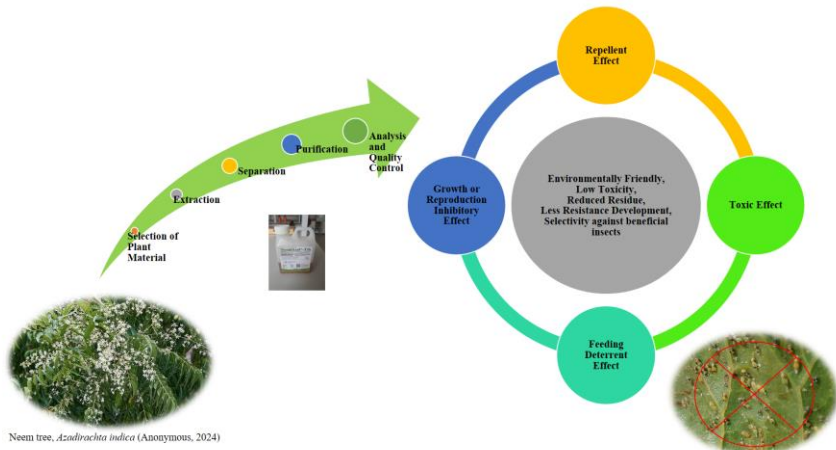 Repellent
Effect
Analysis
and
Quality
Control
Purification
Separation
Extraction
Selection of
Plant
Material
Growth or
Reproduction
Inhibitory
Effect
Environmentally Friendly,
Low Toxicity,
Reduced Residue,
Less Resistance Development,
Selectivity against beneficial
insects
Toxic Effect
Feeding
Deterrent
Effect
Neem tree, Azadirachta indica (Anonymous, 2024)